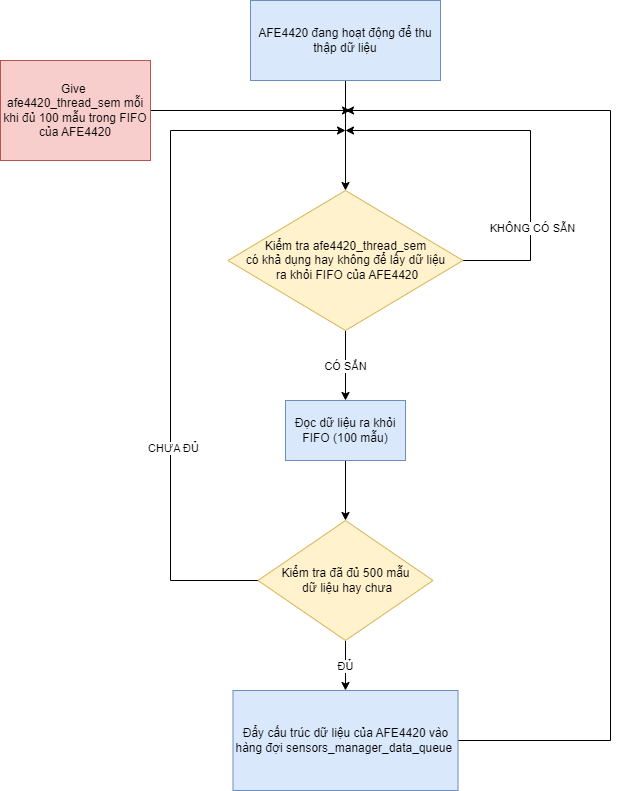 AFE4420 đang hoạt động để thu
thập dữ liệu
Give
afe4420_thread_sem mỗi
khi đủ 100 mẫu trong FIFO
của AFE4420
KHÔNG CÓ SẴN
Kiểm tra afe4420_thread_sem
có khả dụng hay không để lấy dữ liệu
ra khỏi FIFO của AFE4420
CÓ SẴN
Đọc dữ liệu ra khỏi
FIFO (100 mẫu)
CHƯA ĐỦ
Kiểm tra đã đủ 500 mẫu
dữ liệu hay chưa
ĐỦ
Đẩy cấu trúc dữ liệu của AFE4420 vào
hàng đợi sensors_manager_data_queue